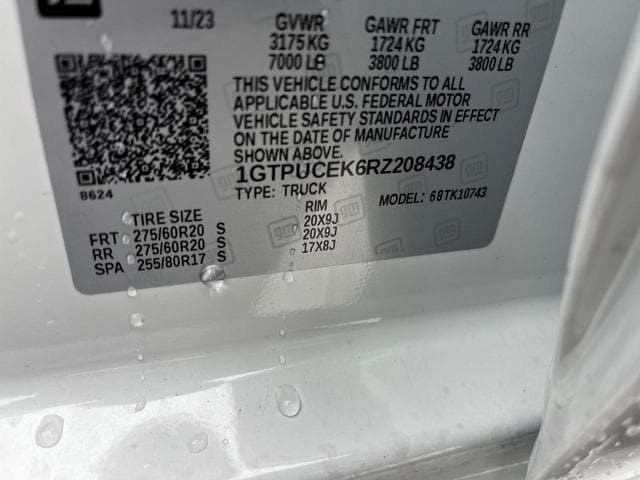 11/23 GVWR GAWR FRT GAWR RR
3175 KG 1724 KG 1724 KG
7000 LB 3800 LB 3800 LB
THIS VEHICLE CONFORMS TO ALL
APPLICABLE U.S. FEDERAL MOTOR
VEHICLE SAFETY STANDARDS IN EFFECT
ON THE DATE OF MANUFACTURE
SHOWN ABOVE.
1GTPUCEK6RZ208438
8624 TYPE: TRUCK MODEL: 68TK10743
TIRE SIZE RIM
FRT 275/60R20 S 20X9J
RR 275/60R20 S 20X9J
SPA 255/80R17 S 17X8J
gm